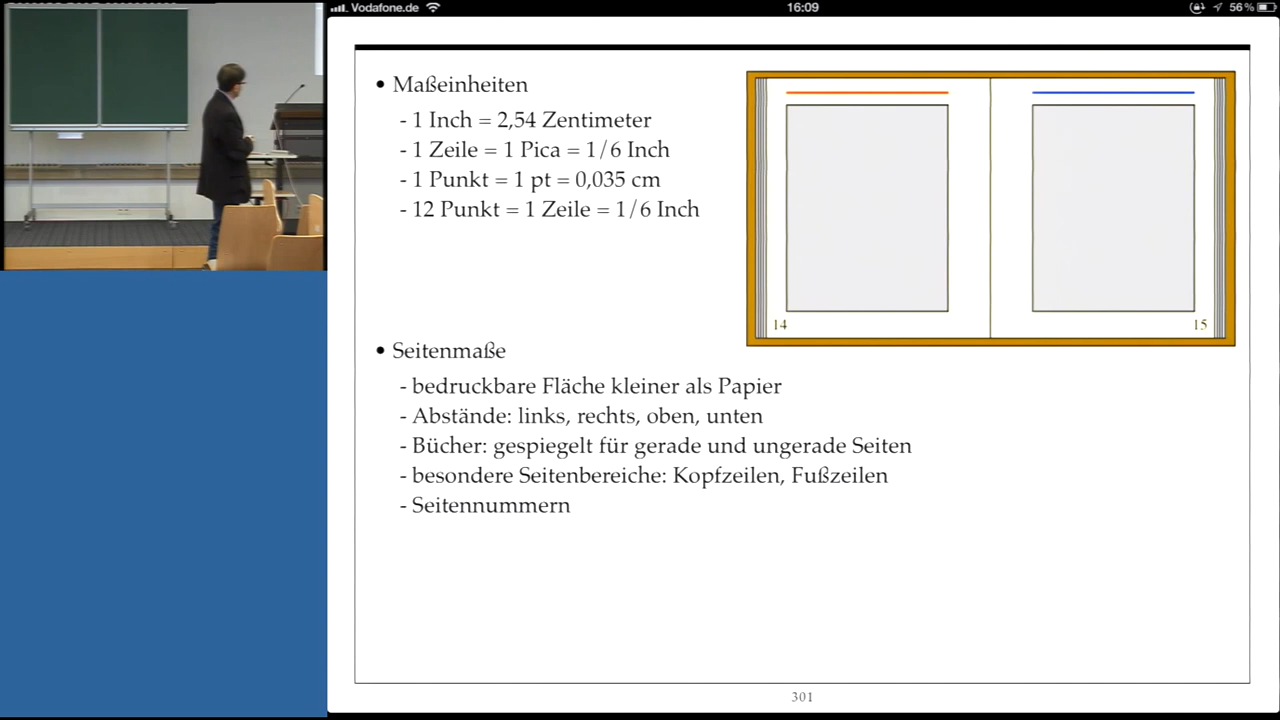 Vodafone.de
16:09
56 %
• Maßeinheiten
- 1 Inch = 2,54 Zentimeter
- 1 Zeile = 1 Pica = 1/6 Inch
- 1 Punkt = 1 pt = 0,035 cm
- 12 Punkt = 1 Zeile = 1/6 Inch
14
15
• Seitenmaße
- bedruckbare Fläche kleiner als Papier
- Abstände: links, rechts, oben, unten
- Bücher: gespiegelt für gerade und ungerade Seiten
- besondere Seitenbereiche: Kopfzeilen, Fußzeilen
- Seitennummern
301